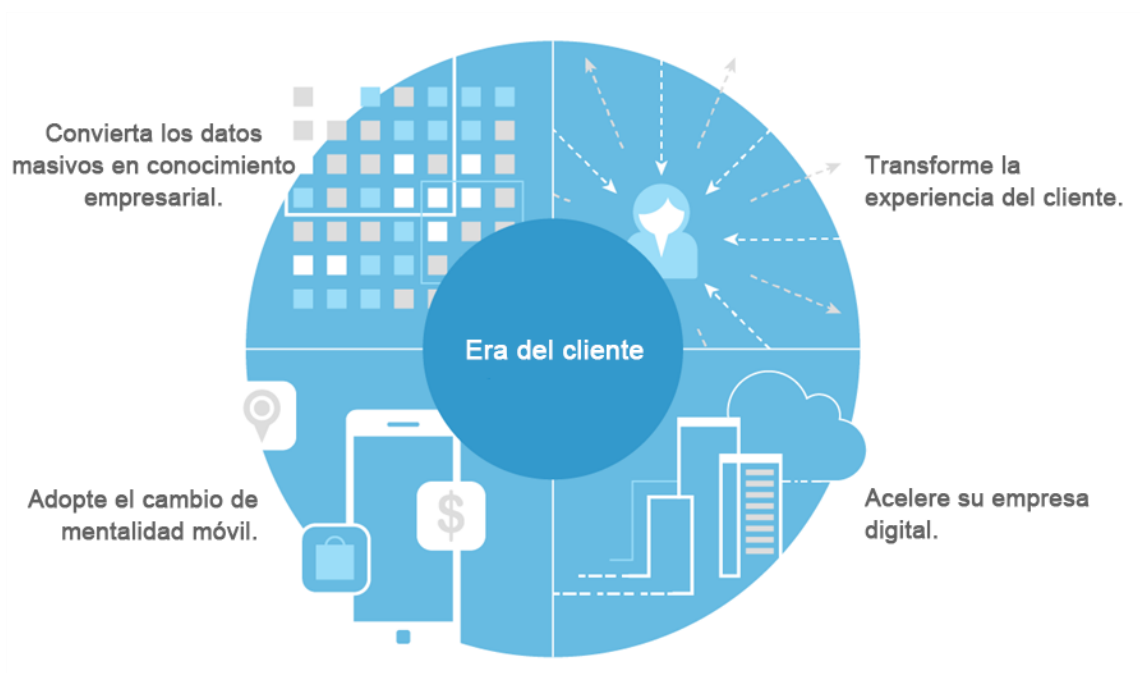 Convierta los datos
masivos en conocimiento
empresarial.
Transforme la
experiencia del cliente.
Era del cliente
Adopte el cambio de
mentalidad móvil.
$
Acelere su empresa
digital.